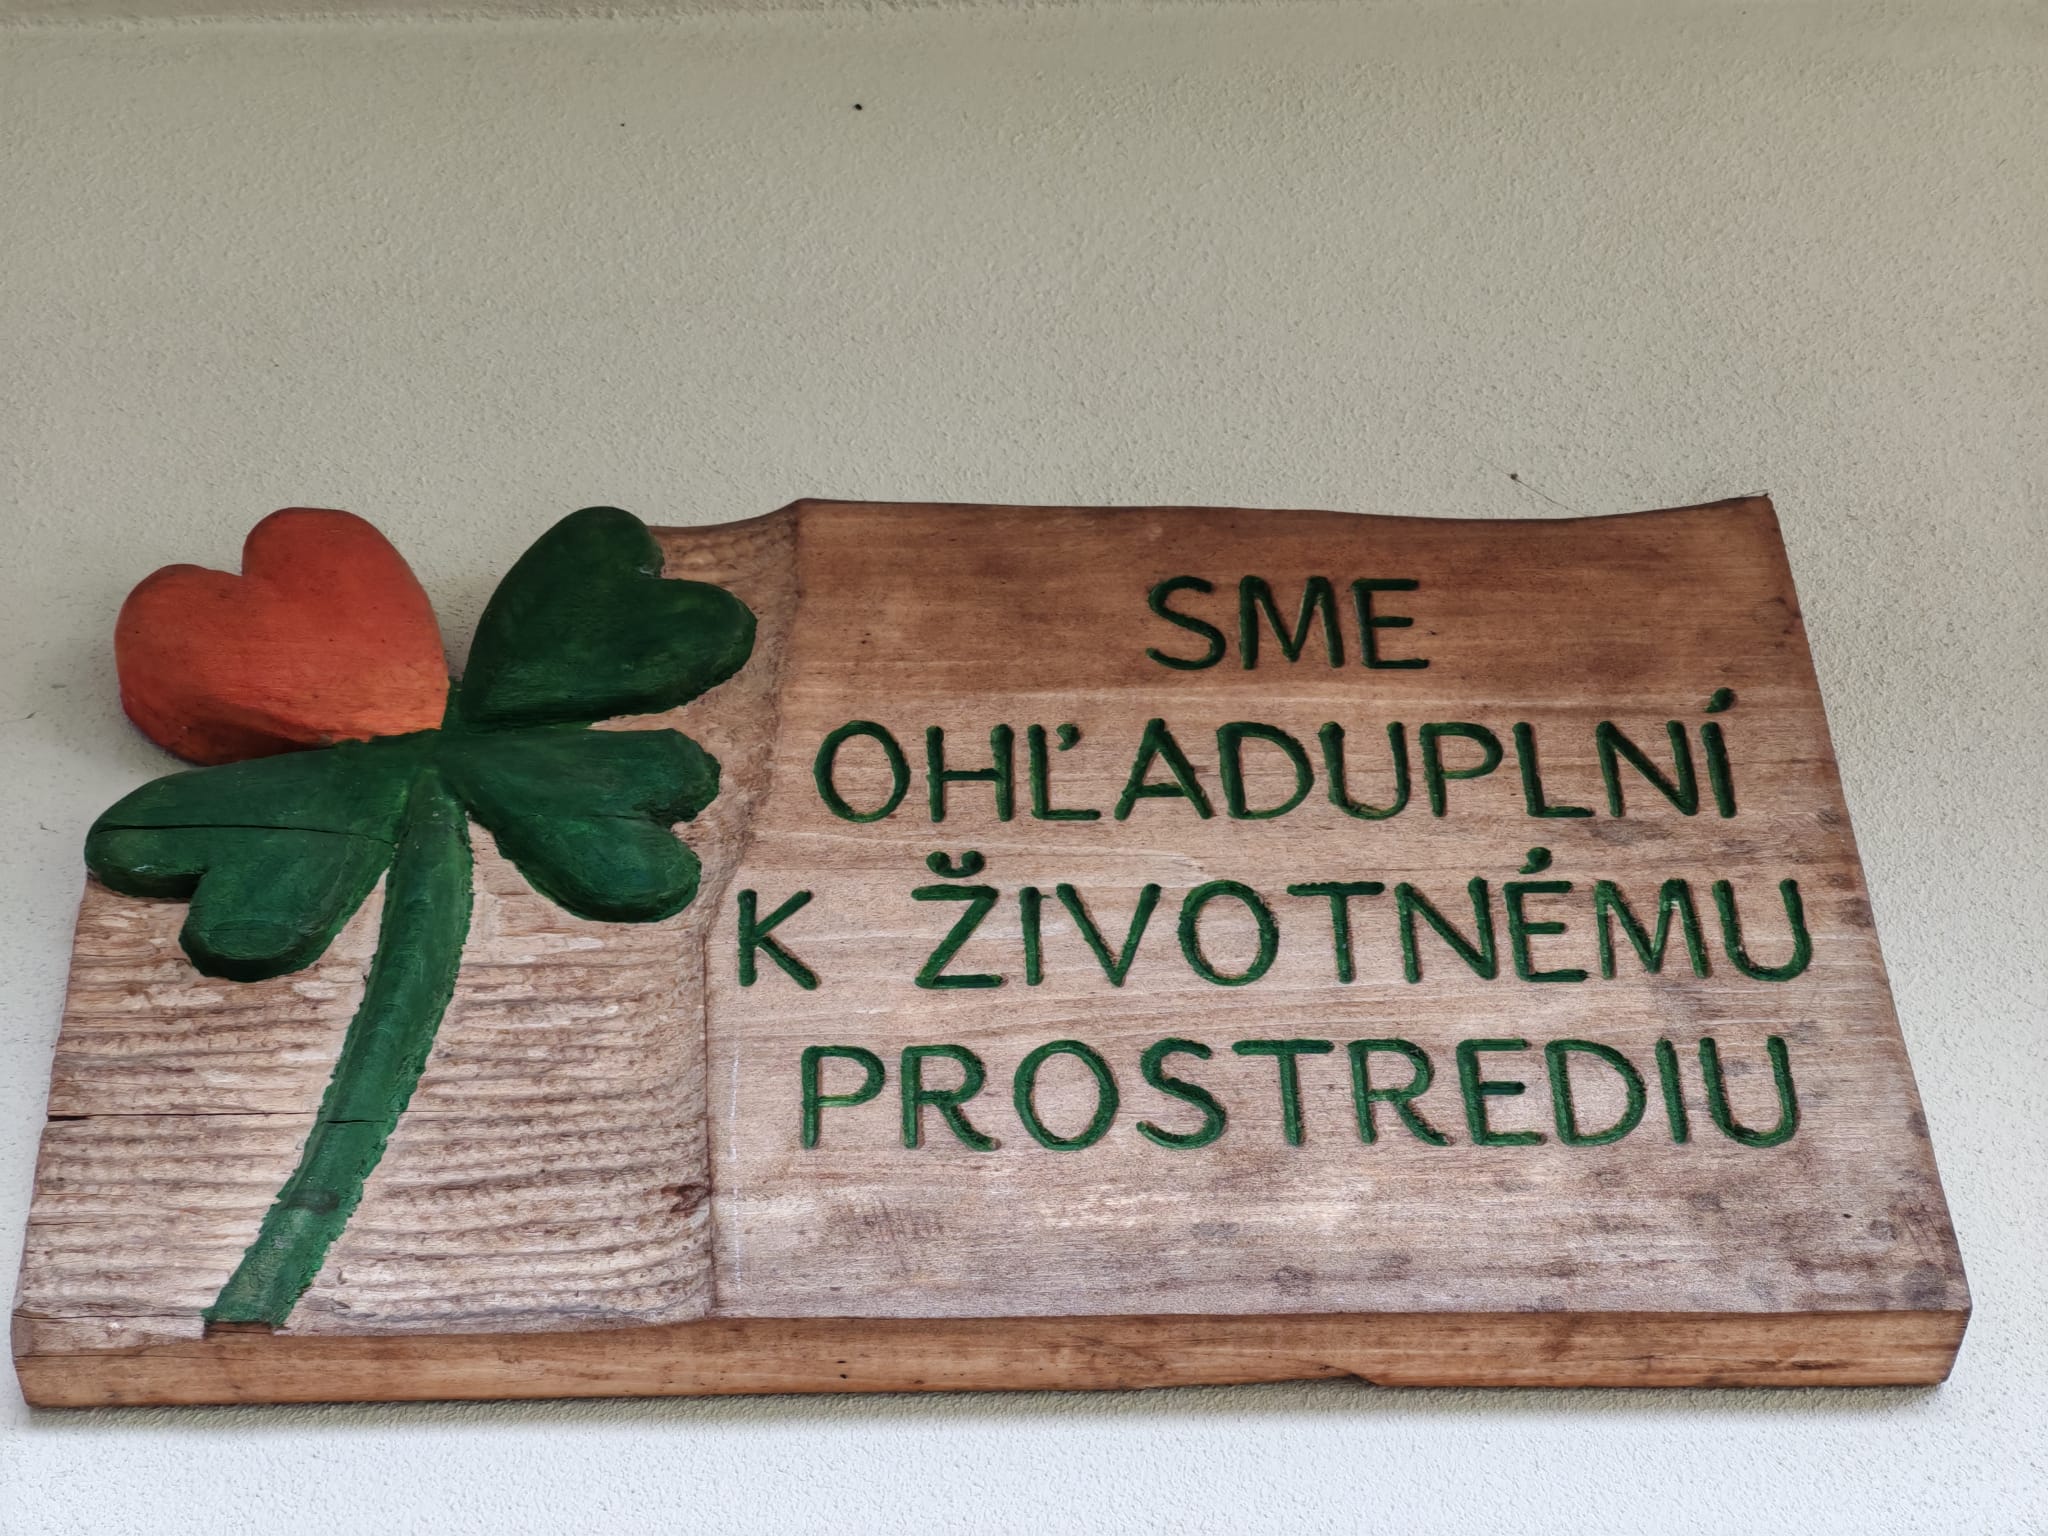 SME
OHĽADUPLNÍ
K ŽIVOTNÉMU
PROSTREDIU